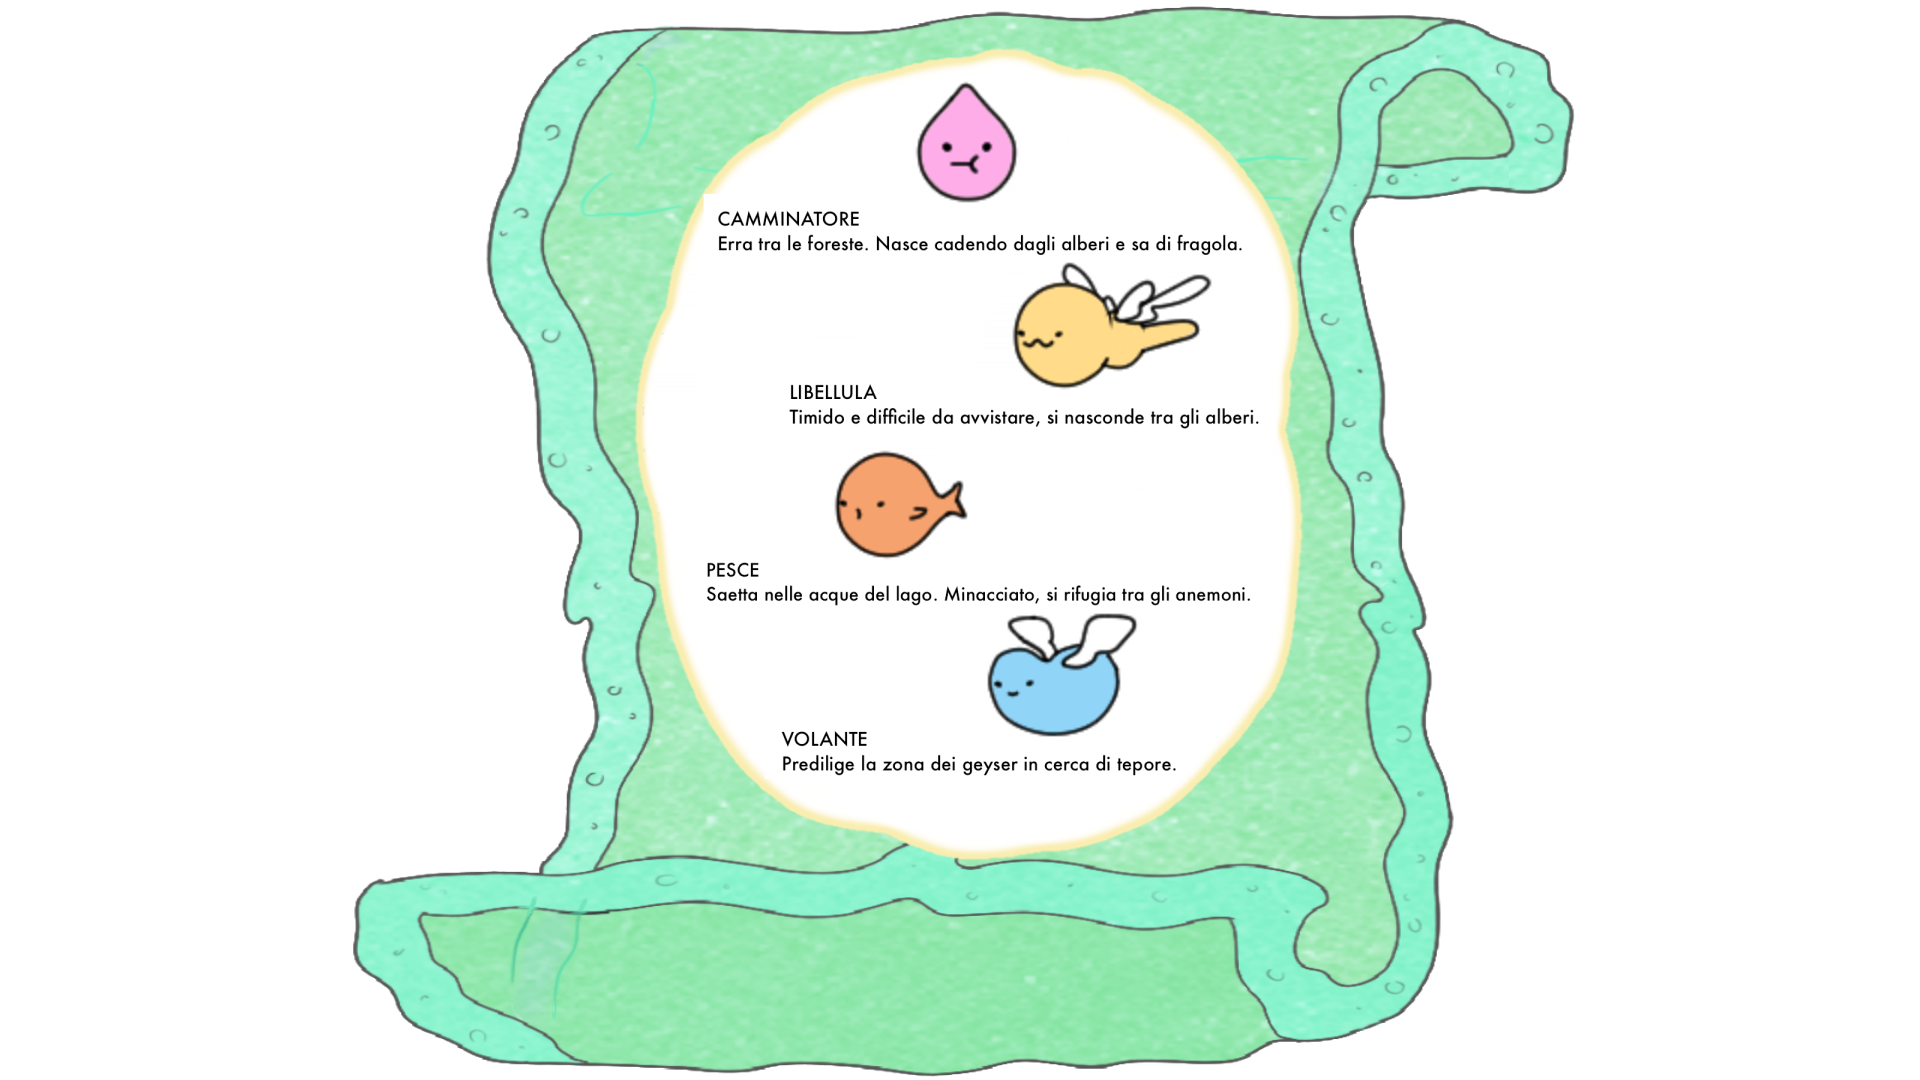 CAMMINATORE
Erra tra le foreste. Nasce cadendo dagli alberi e sa di fragola.
LIBELLULA
Timido e difficile da avvistare, si nasconde tra gli alberi.
PESCE
Saetta nelle acque del lago. Minacciato, si rifugia tra gli anemoni.
VOLANTE
Predilige la zona dei geyser in cerca di tepore.